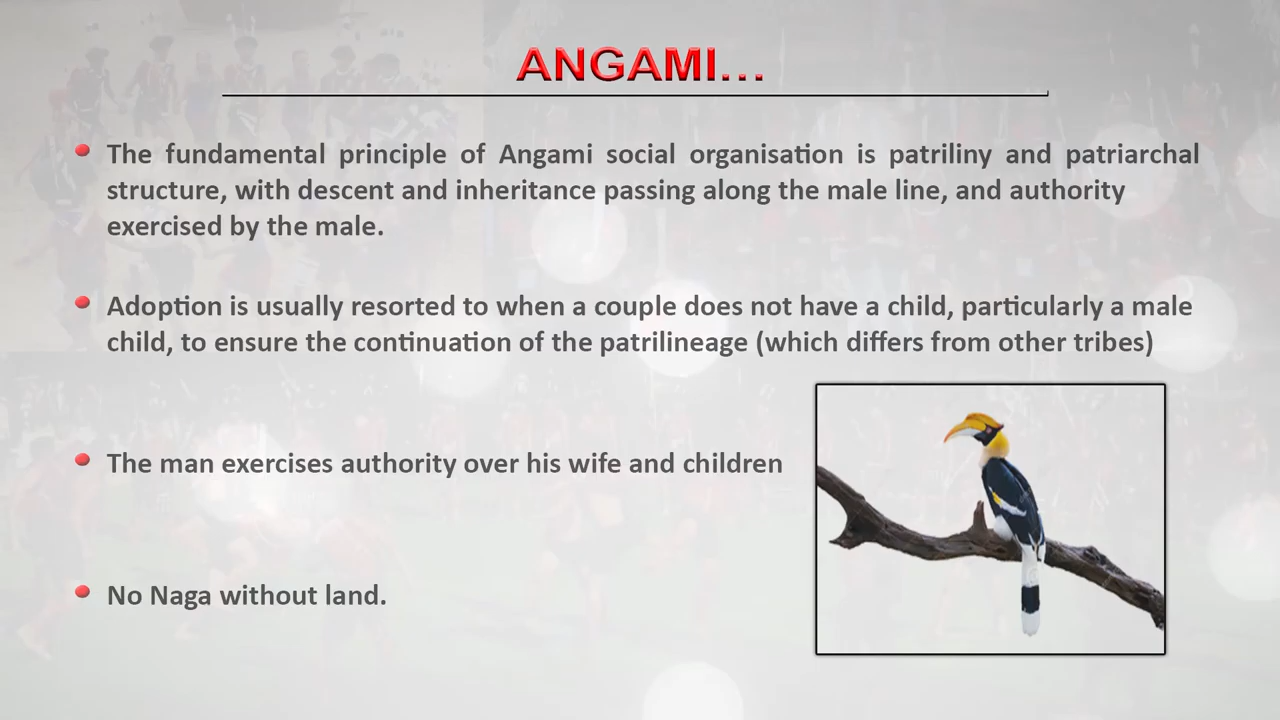 ANGAMI...
The fundamental principle of Angami social organisation is patriliny and patriarchal
structure, with descent and inheritance passing along the male line, and authority
exercised by the male.
Adoption is usually resorted to when a couple does not have a child, particularly a male
child, to ensure the continuation of the patrilineage (which differs from other tribes)
The man exercises authority over his wife and children
No Naga without land.